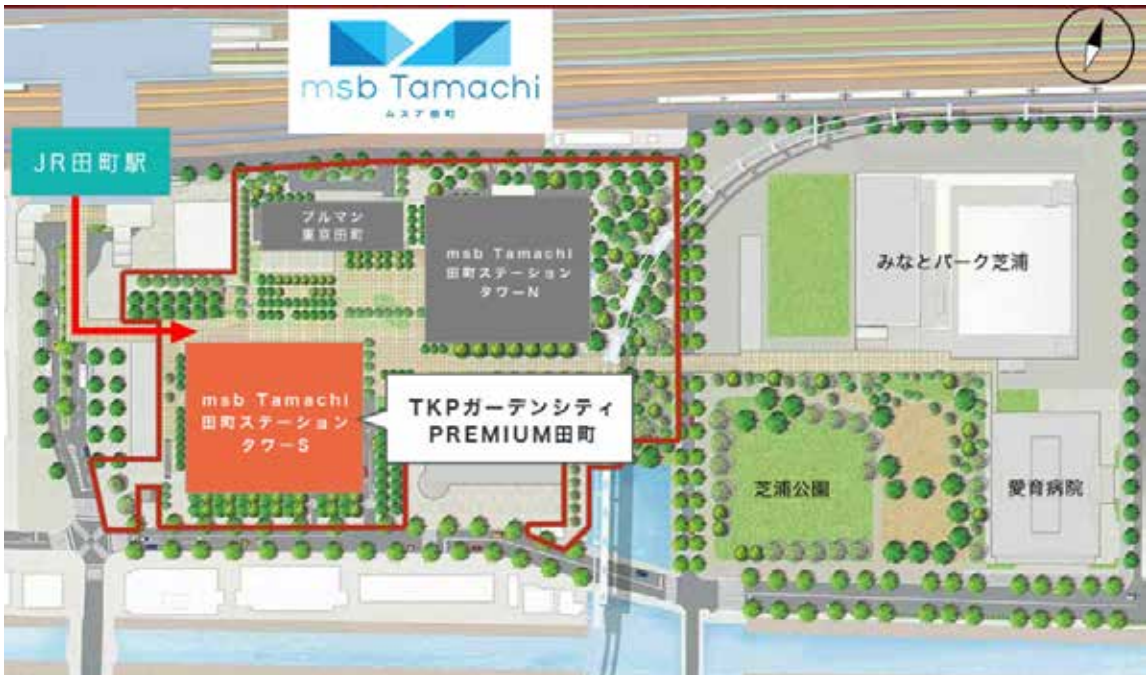 msb Tamachi
ムスブ田町
JR田町駅
プルマン
東京田町
msb Tamachi
田町ステーション
タワーN
みなとパーク芝浦
msb Tamachi
田町ステーション
タワーS
TKPガーデンシティ
PREMIUM田町
芝浦公園
愛育病院